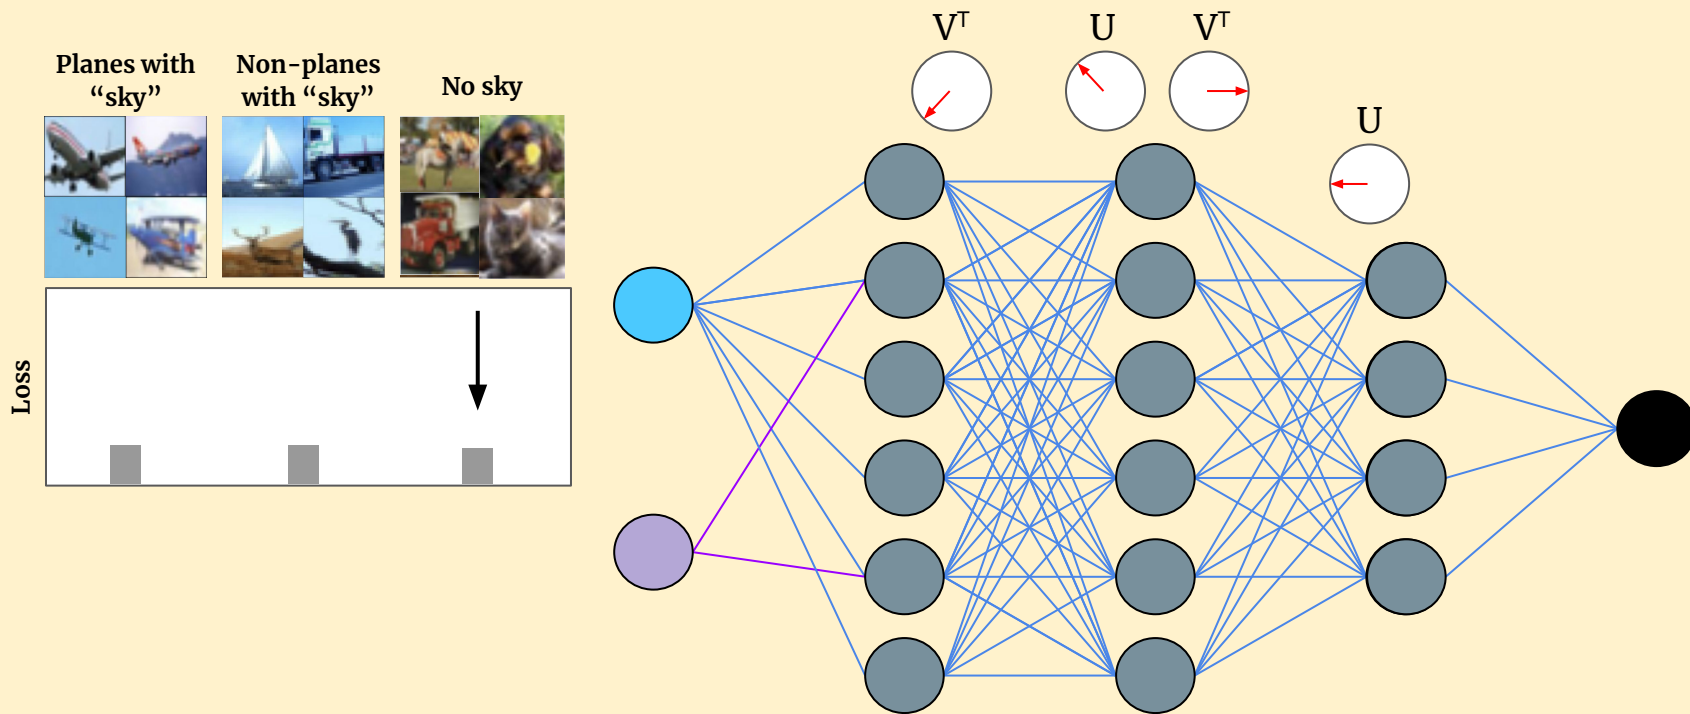 Planes with
“sky”
Non-planes
with “sky”
No sky
Loss
Vᵀ
U
Vᵀ
U